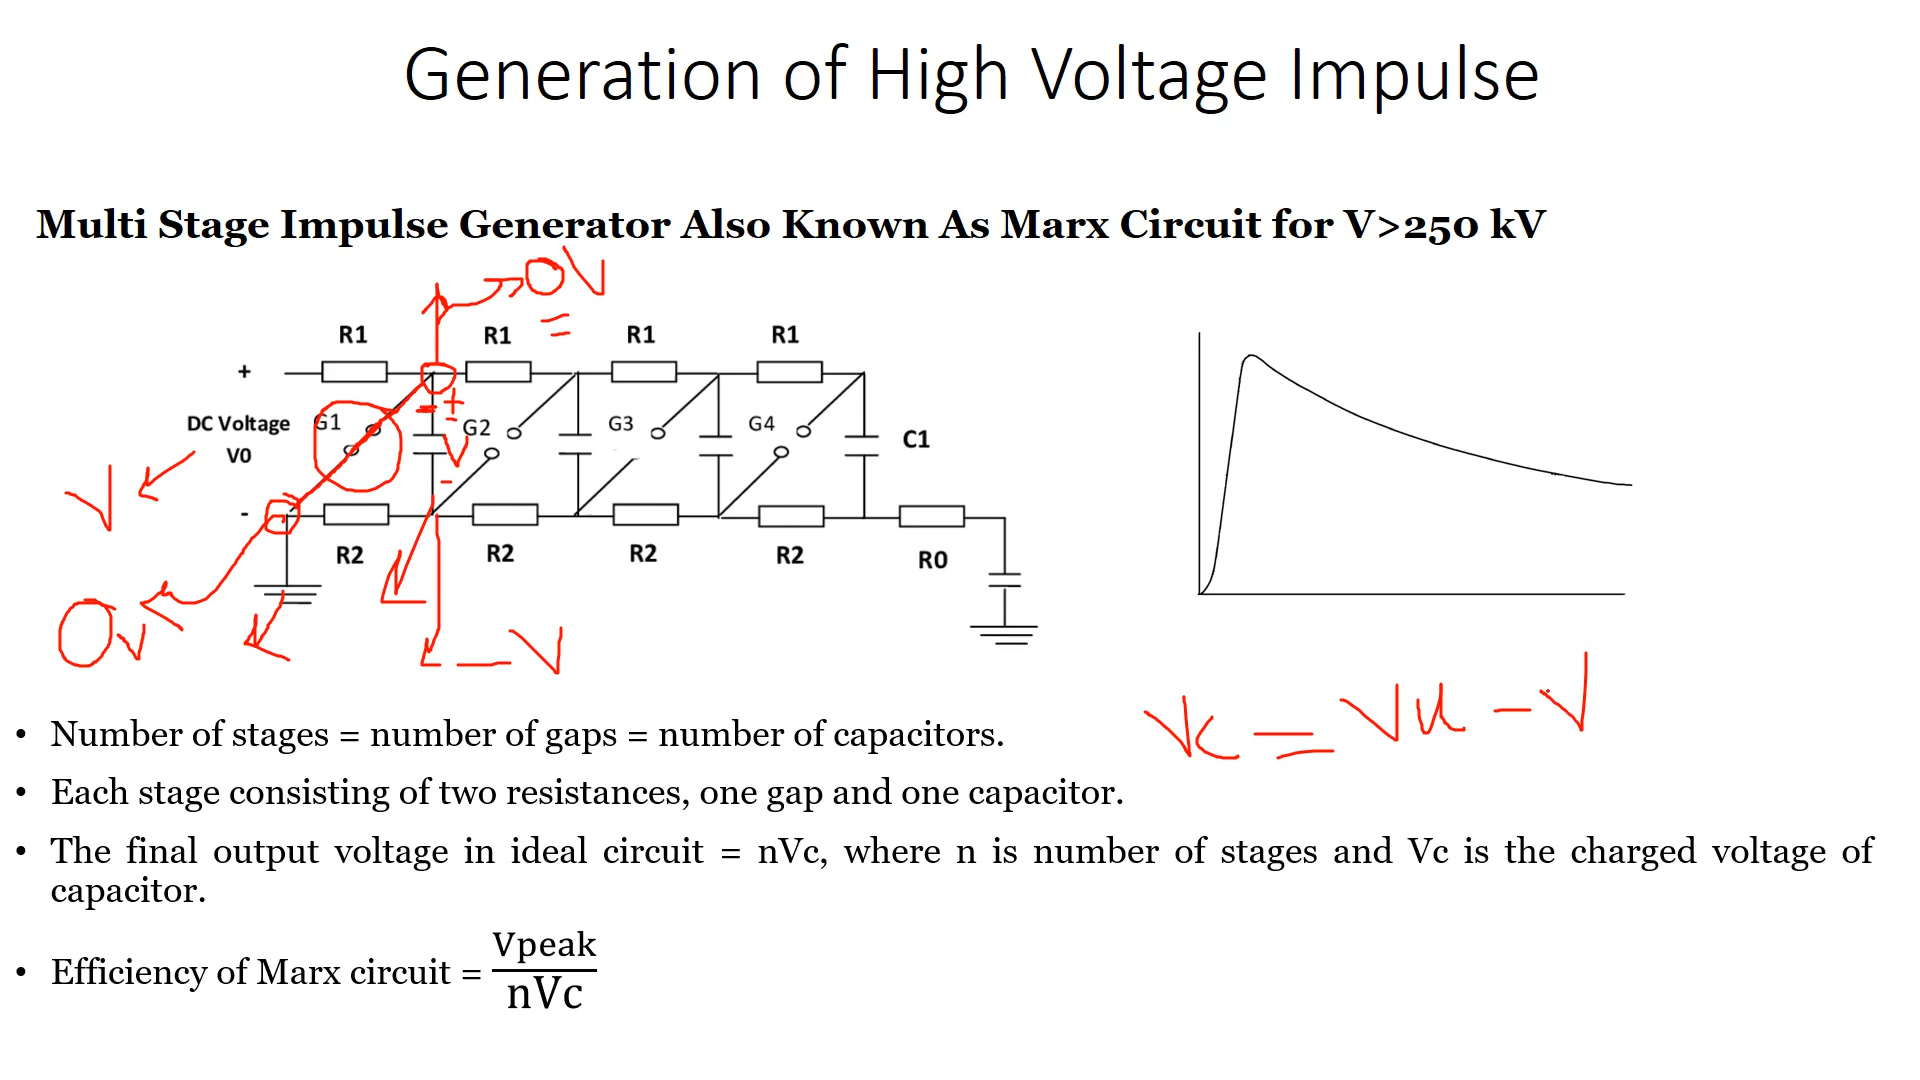 Generation of High Voltage Impulse
Multi Stage Impulse Generator Also Known As Marx Circuit for V>250 kV
0V
=
R1 R1 R1 R1
+
DC Voltage G1 + G2 G3 G4
V0 V C1
V
-
-
R2 R2 R2 R2 R0
0V
-V
Vc = Vu - V
• Number of stages = number of gaps = number of capacitors.
• Each stage consisting of two resistances, one gap and one capacitor.
• The final output voltage in ideal circuit = nVc, where n is number of stages and Vc is the charged voltage of
capacitor.
• Efficiency of Marx circuit = Vpeak
nVc